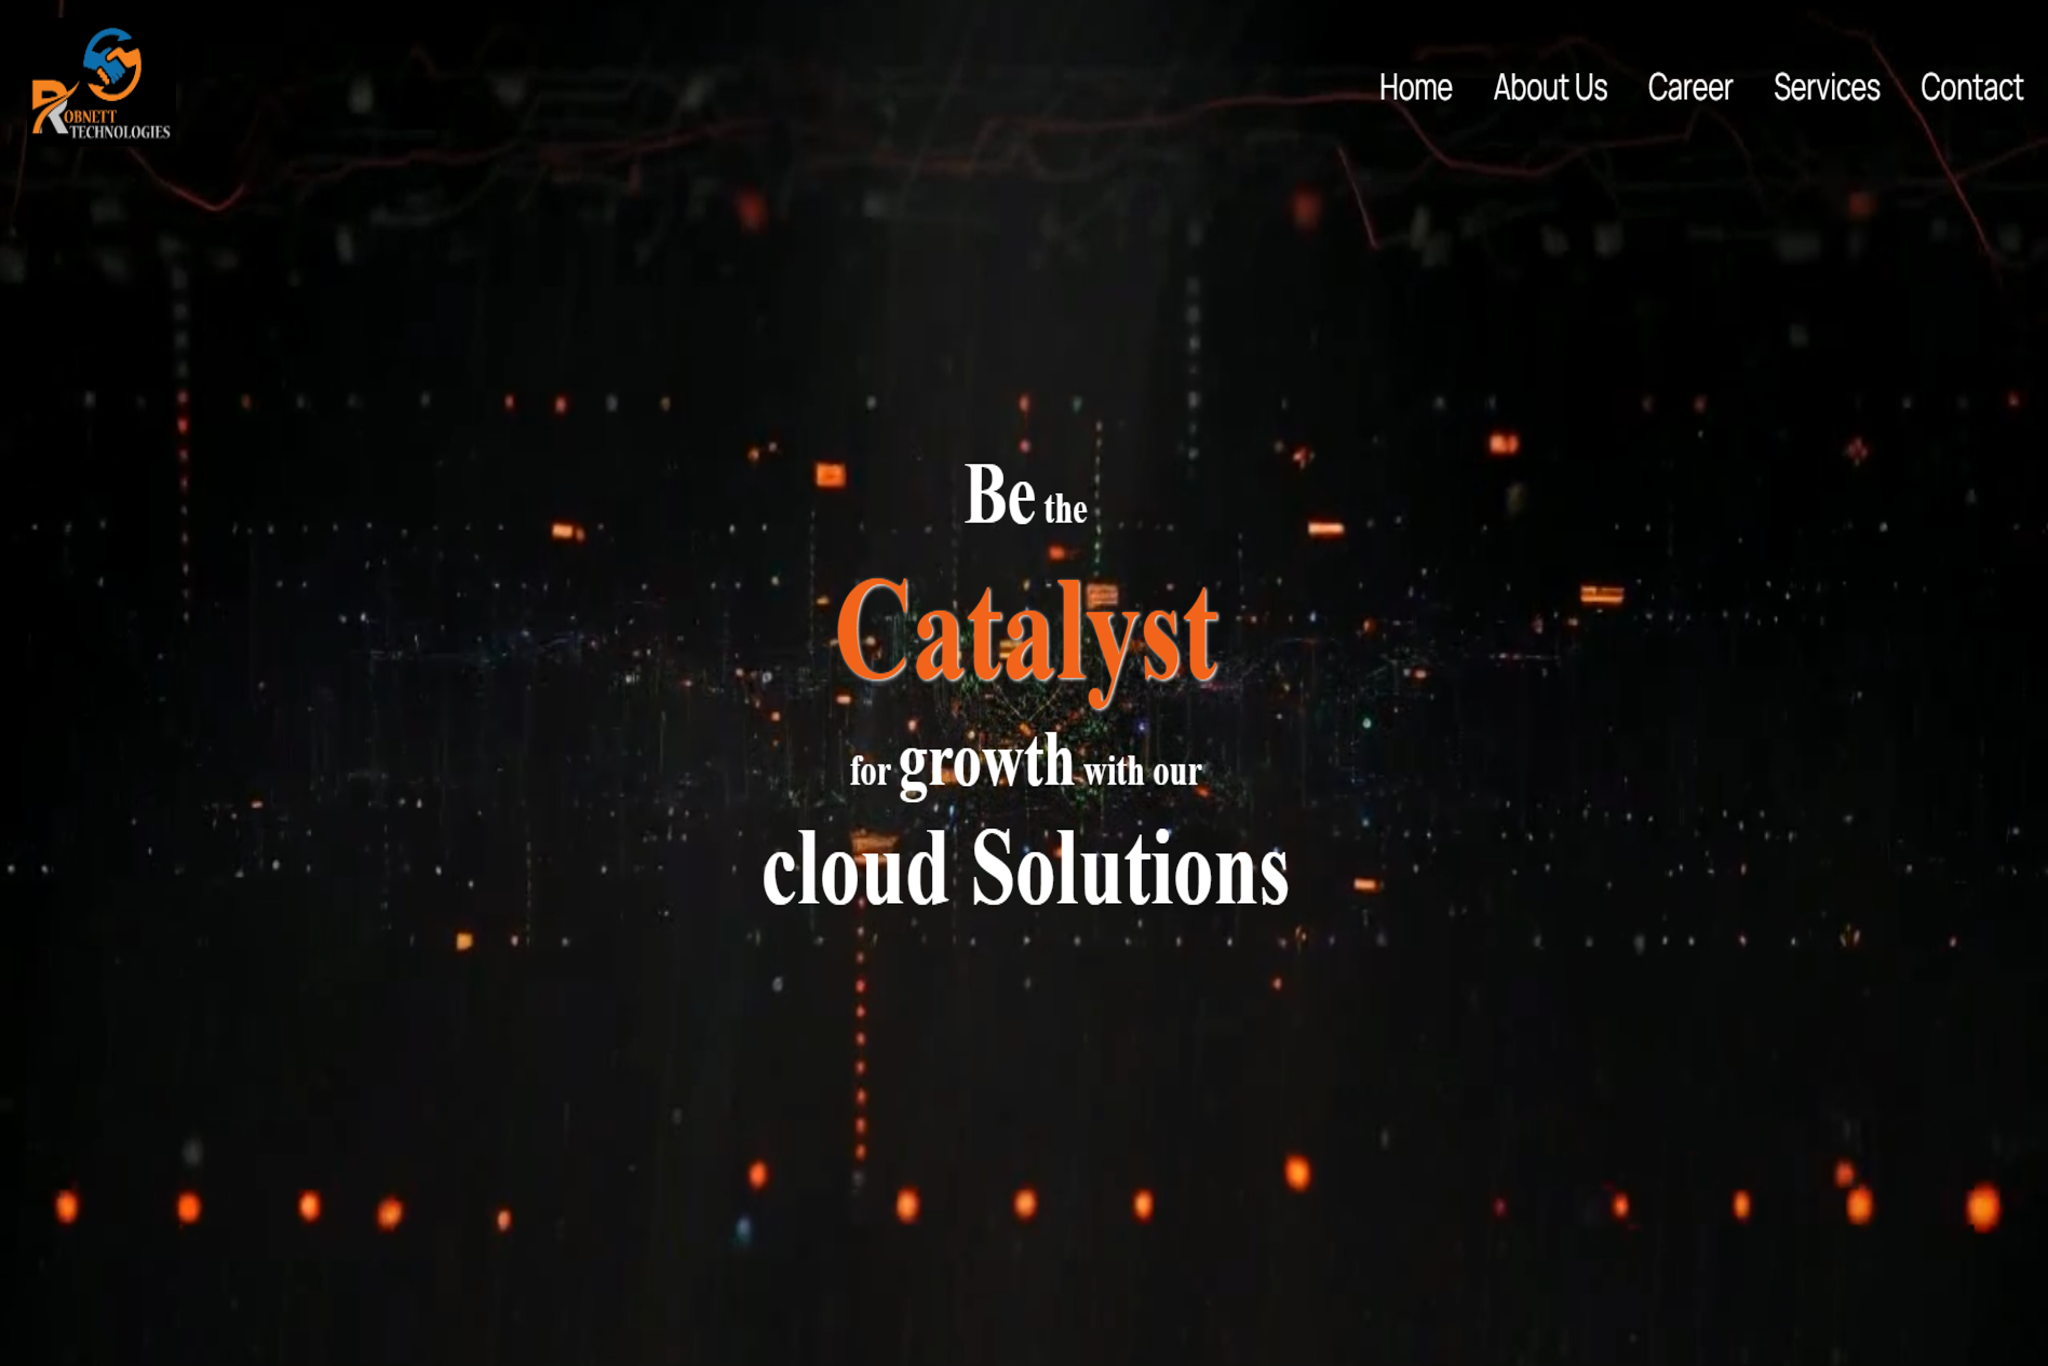 ROBNETT
TECHNOLOGIES
Home About Us Career Services Contact
Be the
Catalyst
for growth with our
cloud Solutions